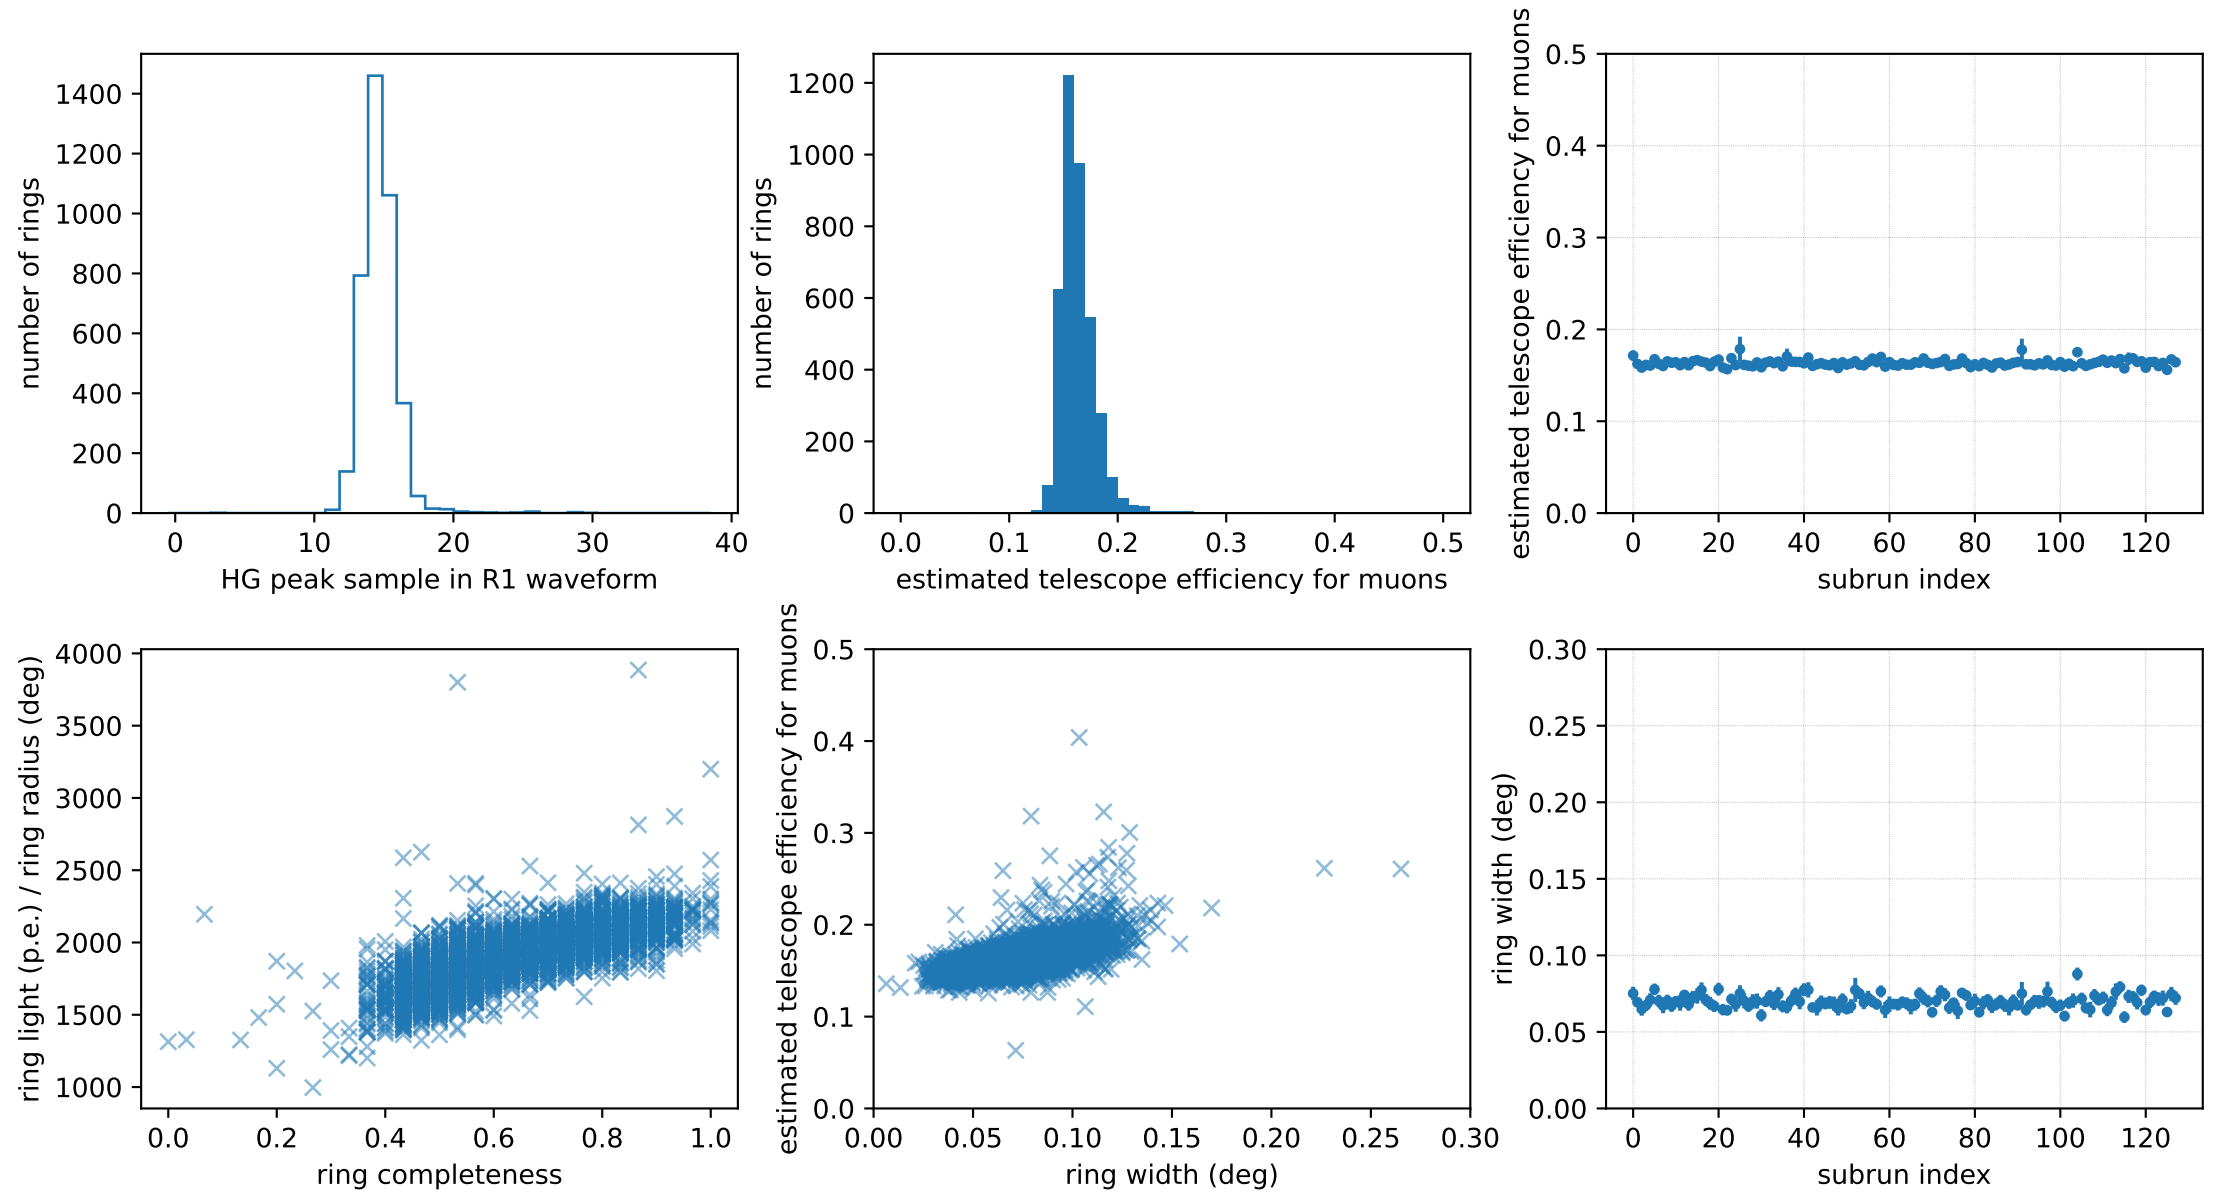 number of rings
1400
1200
1000
800
600
400
200
0
0 10 20 30 40
HG peak sample in R1 waveform
number of rings
1200
1000
800
600
400
200
0
0.0 0.1 0.2 0.3 0.4 0.5
estimated telescope efficiency for muons
estimated telescope efficiency for muons
0.5
0.4
0.3
0.2
0.1
0.0
0 20 40 60 80 100 120
subrun index
ring light (p.e.) / ring radius (deg)
4000
3500
3000
2500
2000
1500
1000
0.0 0.2 0.4 0.6 0.8 1.0
ring completeness
estimated telescope efficiency for muons
0.5
0.4
0.3
0.2
0.1
0.0
0.00 0.05 0.10 0.15 0.20 0.25 0.30
ring width (deg)
ring width (deg)
0.30
0.25
0.20
0.15
0.10
0.05
0.00
0 20 40 60 80 100 120
subrun index